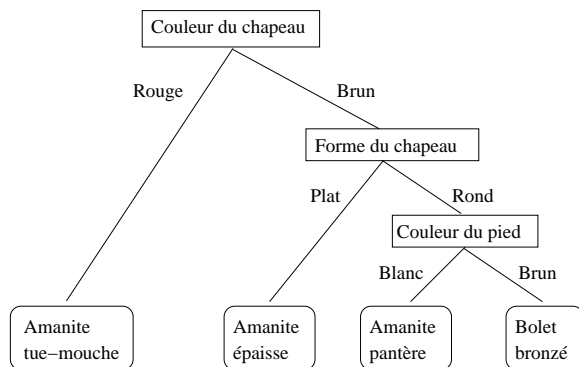 Couleur du chapeau
Rouge
Brun
Forme du chapeau
Plat
Rond
Couleur du pied
Blanc
Brun
Amanite
tue−mouche
Amanite
épaisse
Amanite
pantère
Bolet
bronzé